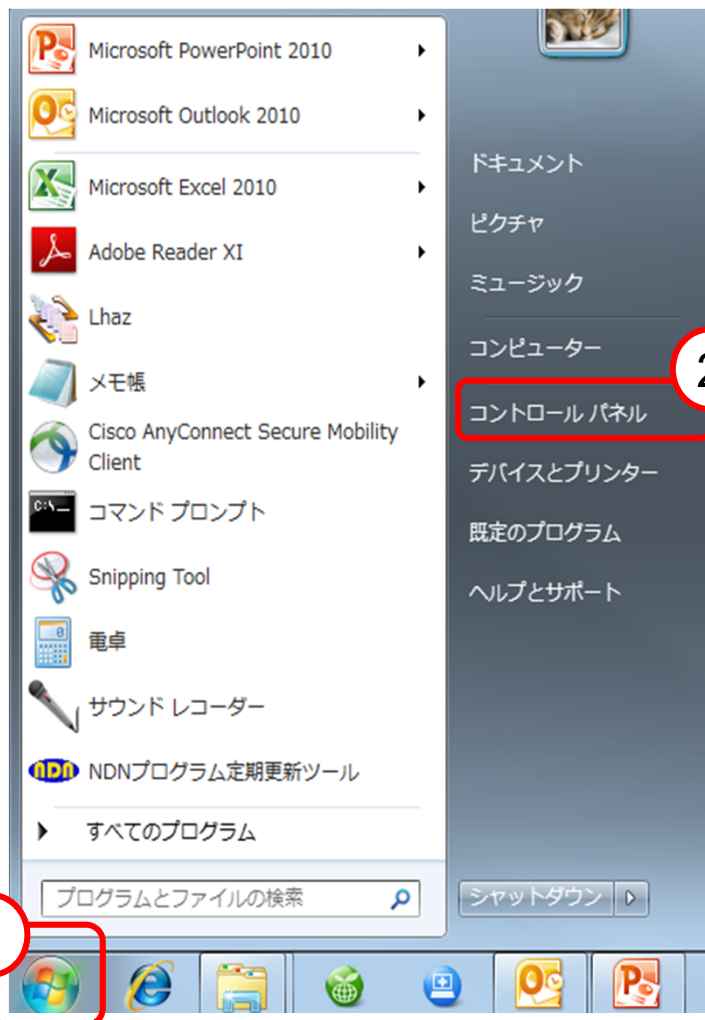 Microsoft PowerPoint 2010
Microsoft Outlook 2010
Microsoft Excel 2010
Adobe Reader XI
Lhaz
メモ帳
Cisco AnyConnect Secure Mobility
Client
コマンド プロンプト
Snipping Tool
電卓
サウンド レコーダー
NDNプログラム定期更新ツール
すべてのプログラム
プログラムとファイルの検索
ドキュメント
ピクチャ
ミュージック
コンピューター
2
コントロール パネル
デバイスとプリンター
既定のプログラム
ヘルプとサポート
シャットダウン